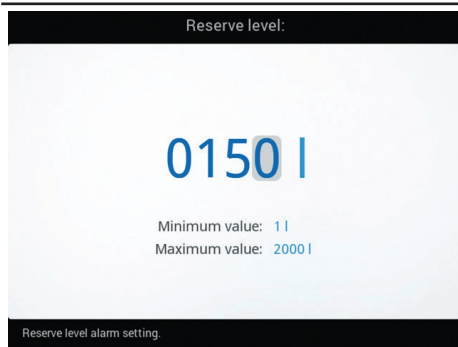 Reserve level:
0150 l
Minimum value: 1 l
Maximum value: 2000 l
Reserve level alarm setting.